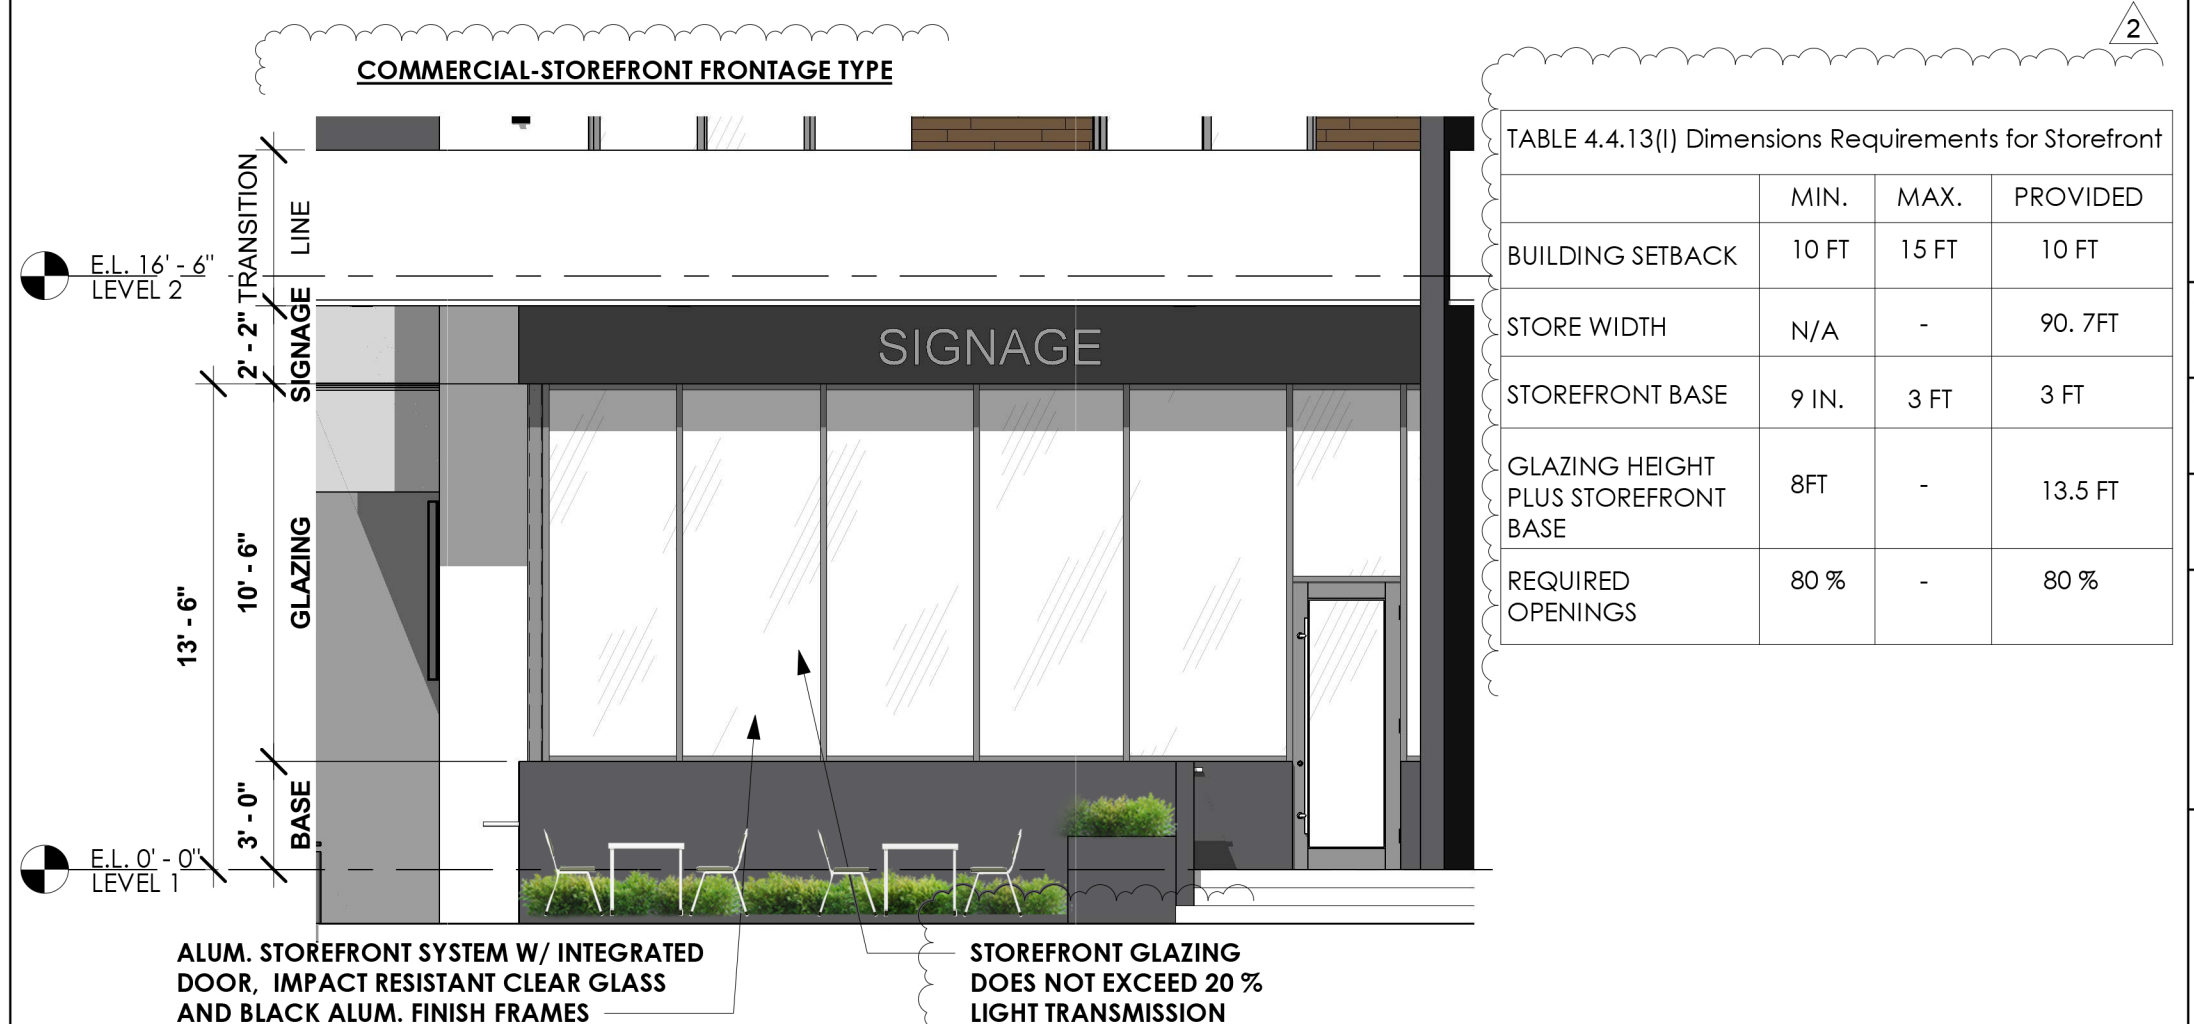 2
COMMERCIAL-STOREFRONT FRONTAGE TYPE
TRANSITION
LINE
E.L. 16' - 6"
LEVEL 2
2' - 2"
SIGNAGE
SIGNAGE
13' - 6"
10' - 6"
GLAZING
3' - 0"
BASE
E.L. 0' - 0"
LEVEL 1
ALUM. STOREFRONT SYSTEM W/ INTEGRATED
DOOR, IMPACT RESISTANT CLEAR GLASS
AND BLACK ALUM. FINISH FRAMES
STOREFRONT GLAZING
DOES NOT EXCEED 20 %
LIGHT TRANSMISSION
TABLE 4.4.13(I) Dimensions Requirements for Storefront
MIN. MAX. PROVIDED
BUILDING SETBACK 10 FT 15 FT 10 FT
STORE WIDTH N/A - 90. 7FT
STOREFRONT BASE 9 IN. 3 FT 3 FT
GLAZING HEIGHT
PLUS STOREFRONT 8FT - 13.5 FT
BASE
REQUIRED 80 % - 80 %
OPENINGS